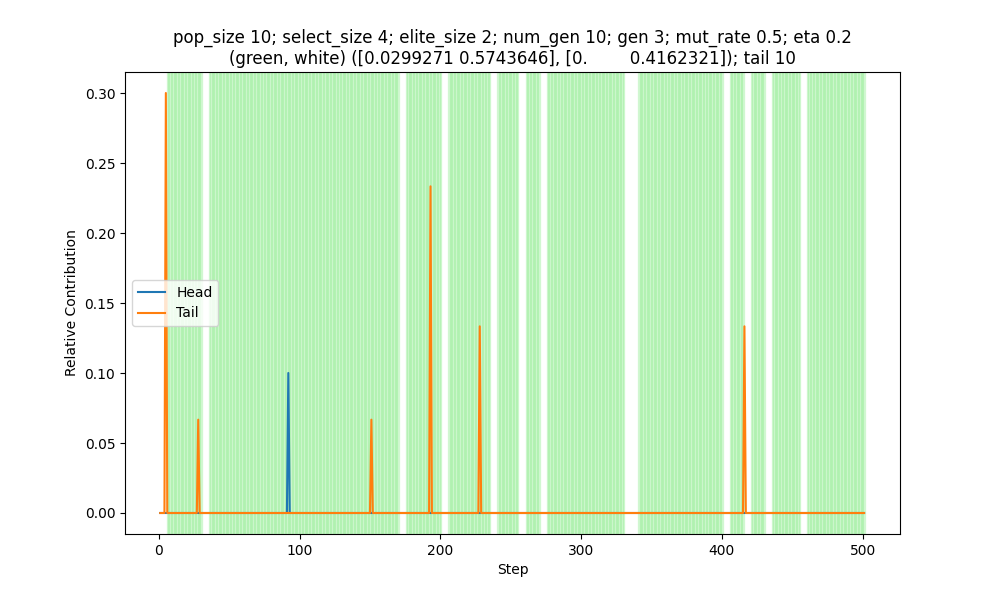 pop_size 10; select_size 4; elite_size 2; num_gen 10; gen 3; mut_rate 0.5; eta 0.2
(green, white) ([0.0299271 0.5743646], [0.        0.4162321]); tail 10
0.30
0.25
0.20
0.15
0.10
0.05
0.00
Relative Contribution
Head
Tail
0
100
200
300
400
500
Step